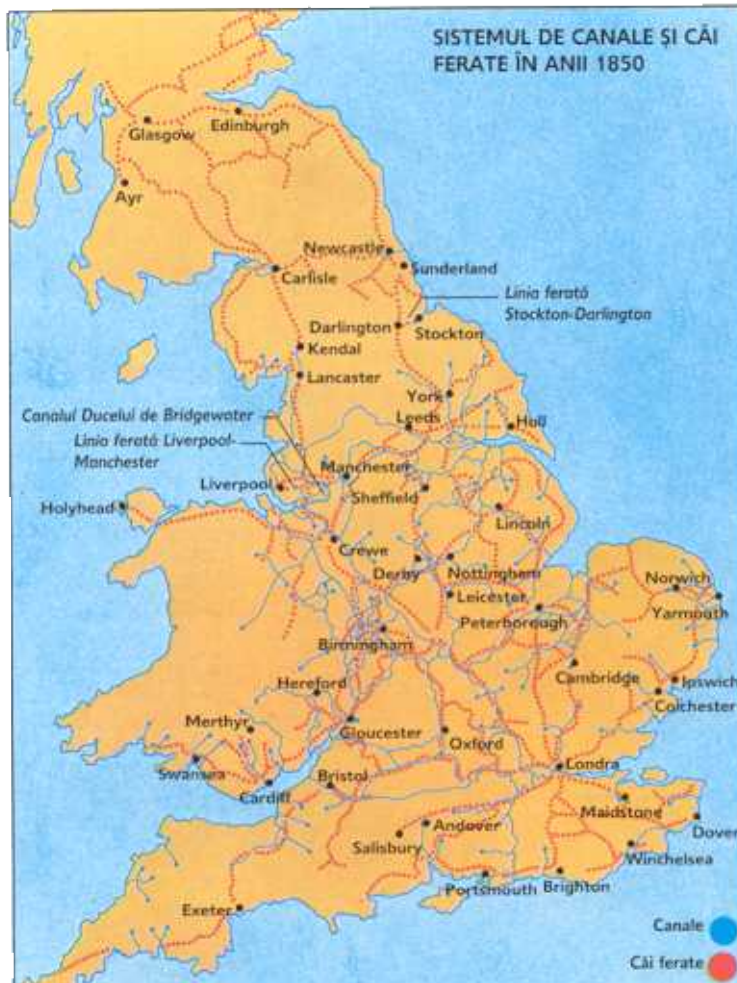 SISTEMUL DE CANALE ȘI CĂI
FERATE ÎN ANII 1850
Glasgow
Edinburgh
Ayr
Newcastle
Sunderland
Carlisle
Linia ferată
Stockton-Darlington
Darlington
Stockton
Kendal
Lancaster
York
Canalul Ducelui de Bridgewater
Leeds
Hull
Linia ferată Liverpool-
Manchester
Manchester
Liverpool
Sheffield
Holyhead
Lincoln
Crewe
Derby
Nottingham
Norwich
Leicester
Yarmouth
Peterborough
Birmingham
Cambridge
Ipswich
Hereford
Colchester
Merthyr
Gloucester
Oxford
Swansea
Londra
Bristol
Cardiff
Maidstone
Andover
Dover
Salisbury
Winchelsea
Portsmouth
Brighton
Exeter
Canale
Căi ferate